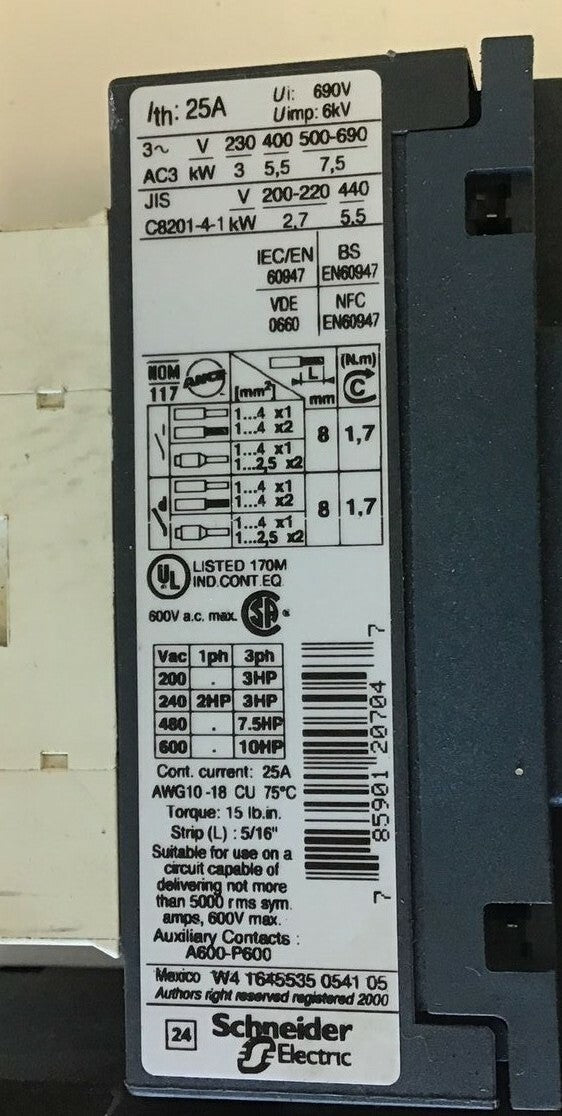 Ith: 25A Ui: 690V
Uimp: 6kV
3~ V 230 400 500-690
AC3 kW 3 5,5 7,5
JIS V 200-220 440
C8201-4-1 kW 2,7 5,5
IEC/EN BS
60947 EN60947
VDE NFC
0660 EN60947
NOM ANCE L (N.m)
117 [mm²] mm C
1...4 x1
1...4 x2 8 1,7
1...4 x1
1...2,5 x2
1...4 x1
1...4 x2 8 1,7
1...4 x1
1...2,5 x2
UL LISTED 170M
IND.CONT.EQ
600V a.c. max. SA
Vac 1ph 3ph
200 . 3HP
240 2HP 3HP
480 . 7.5HP
600 . 10HP
7 85901 20704 7
Cont. current: 25A
AWG10-18 CU 75°C
Torque: 15 lb.in.
Strip (L) : 5/16"
Suitable for use on a
circuit capable of
delivering not more
than 5000 rms sym.
amps, 600V max.
Auxiliary Contacts :
A600-P600
Mexico W4 1645535 0541 05
Authors right reserved registered 2000
24 Schneider
Electric